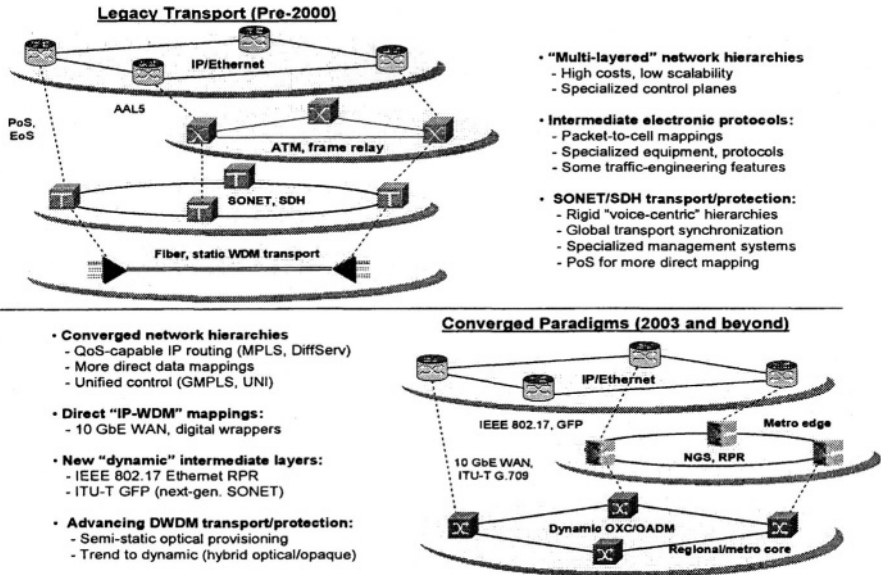 Legacy Transport (Pre-2000)
IP/Ethernet
AAL5
PoS,
EoS
ATM, frame relay
SONET, SDH
Fiber, static WDM transport
• "Multi-layered" network hierarchies
- High costs, low scalability
- Specialized control planes
• Intermediate electronic protocols:
- Packet-to-cell mappings
- Specialized equipment, protocols
- Some traffic-engineering features
• SONET/SDH transport/protection:
- Rigid "voice-centric" hierarchies
- Global transport synchronization
- Specialized management systems
- PoS for more direct mapping
• Converged network hierarchies
- QoS-capable IP routing (MPLS, DiffServ)
- More direct data mappings
- Unified control (GMPLS, UNI)
• Direct "IP-WDM" mappings:
- 10 GbE WAN, digital wrappers
• New "dynamic" intermediate layers:
- IEEE 802.17 Ethernet RPR
- ITU-T GFP (next-gen. SONET)
• Advancing DWDM transport/protection:
- Semi-static optical provisioning
- Trend to dynamic (hybrid optical/opaque)
Converged Paradigms (2003 and beyond)
IP/Ethernet
IEEE 802.17, GFP
Metro edge
NGS, RPR
10 GbE WAN,
ITU-T G.709
Dynamic OXC/OADM
Regional/metro core